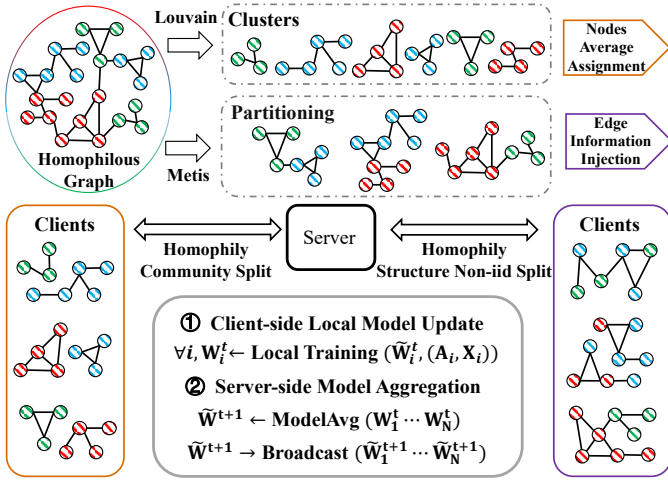 Louvain
Clusters
Nodes
Average
Assignment
Homophilous
Graph
Metis
Partitioning
Edge
Information
Injection
Clients
Homophily
Community Split
Server
Homophily
Structure Non-iid Split
Clients
① Client-side Local Model Update
∀i, W_i^t ← Local Training (W̃_i^t, (A_i, X_i))
② Server-side Model Aggregation
W̃^{t+1} ← ModelAvg (W_1^t ⋯ W_N^t)
W̃^{t+1} → Broadcast (W̃_1^{t+1} ⋯ W̃_N^{t+1})